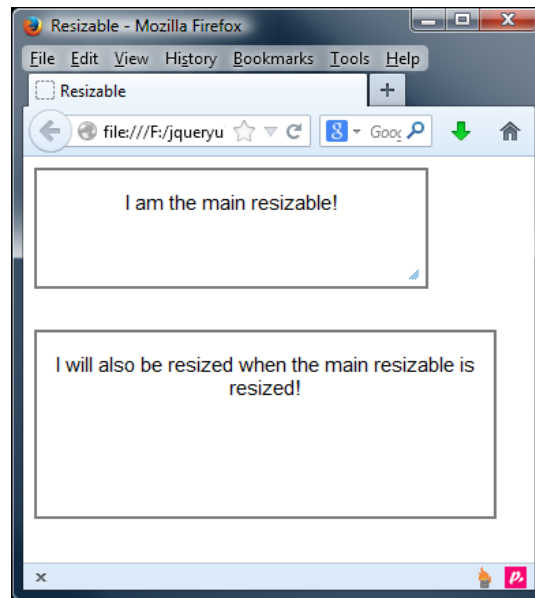 Resizable - Mozilla Firefox
File Edit View History Bookmarks Tools Help
Resizable
file:///F:/jqueryu
I am the main resizable!
I will also be resized when the main resizable is
resized!